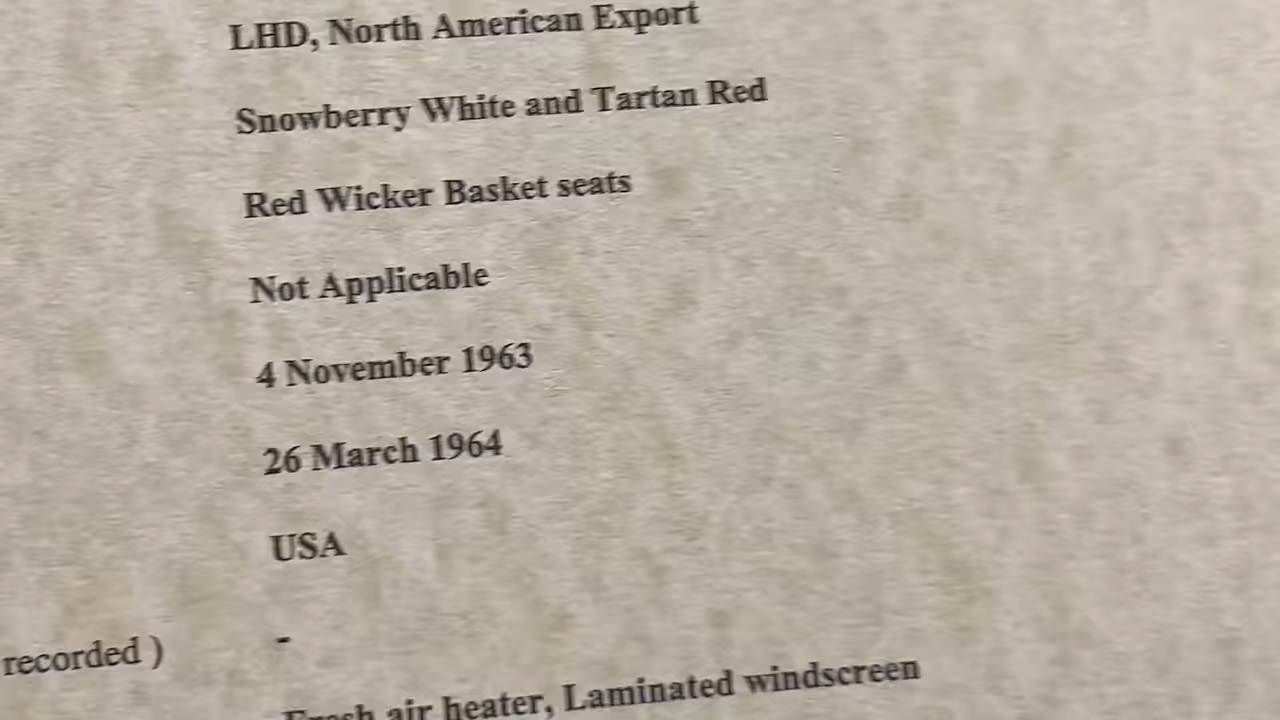 LHD, North American Export
Snowberry White and Tartan Red
Red Wicker Basket seats
Not Applicable
4 November 1963
26 March 1964
USA
recorded ) -
Fresh air heater, Laminated windscreen